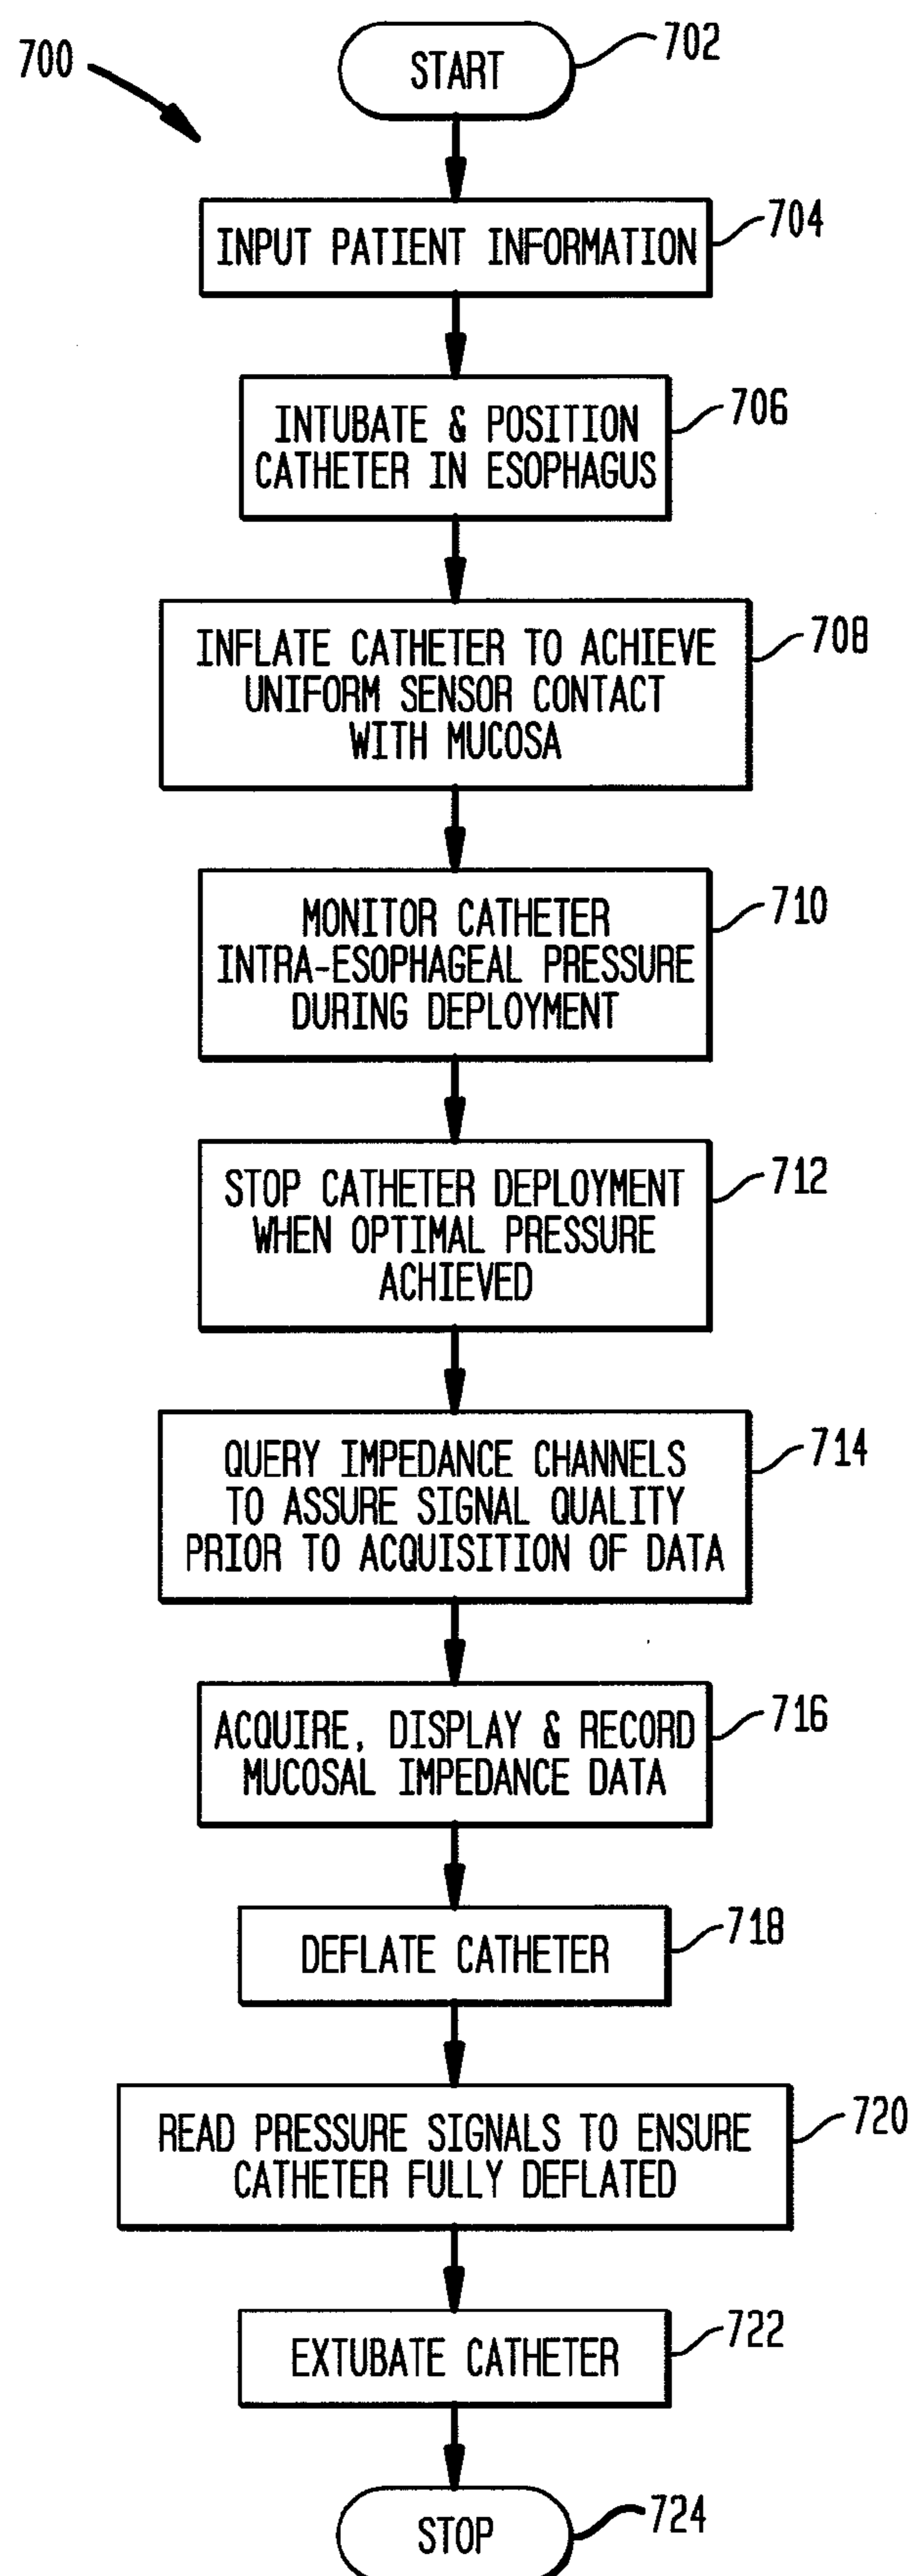 700
START
702
INPUT PATIENT INFORMATION
704
INTUBATE & POSITION
CATHETER IN ESOPHAGUS
706
INFLATE CATHETER TO ACHIEVE
UNIFORM SENSOR CONTACT
WITH MUCOSA
708
MONITOR CATHETER
INTRA-ESOPHAGEAL PRESSURE
DURING DEPLOYMENT
710
STOP CATHETER DEPLOYMENT
WHEN OPTIMAL PRESSURE
ACHIEVED
712
QUERY IMPEDANCE CHANNELS
TO ASSURE SIGNAL QUALITY
PRIOR TO ACQUISITION OF DATA
714
ACQUIRE, DISPLAY & RECORD
MUCOSAL IMPEDANCE DATA
716
DEFLATE CATHETER
718
READ PRESSURE SIGNALS TO ENSURE
CATHETER FULLY DEFLATED
720
EXTUBATE CATHETER
722
STOP
724